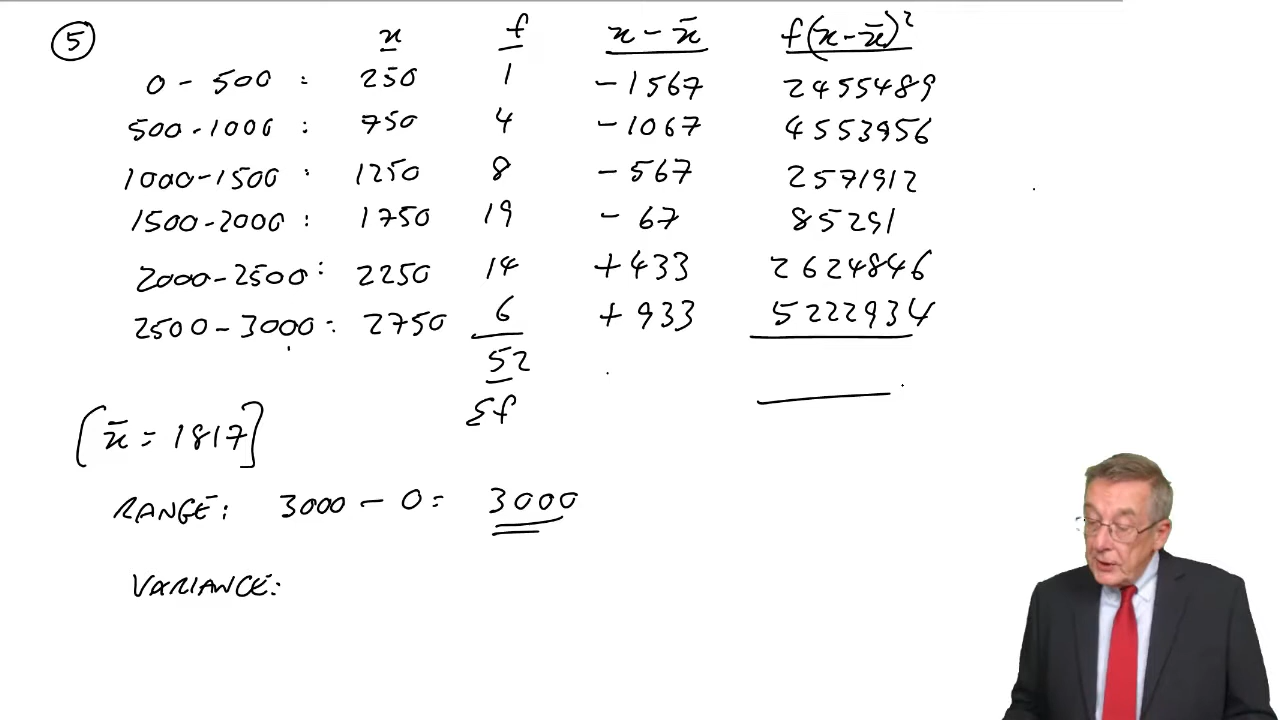 ⑤ x f x - x̄ f(x-x̄)²
0 - 500 : 250 1 -1567 2455489
500-1000 : 750 4 -1067 4553956
1000-1500 : 1250 8 -567 2571912
1500-2000 : 1750 19 -67 85291
2000-2500 : 2250 14 +433 2624846
2500-3000 : 2750 6 +933 5222934
52
Σf
[x̄ = 1817]
RANGE: 3000 - 0 = 3000
VARIANCE: